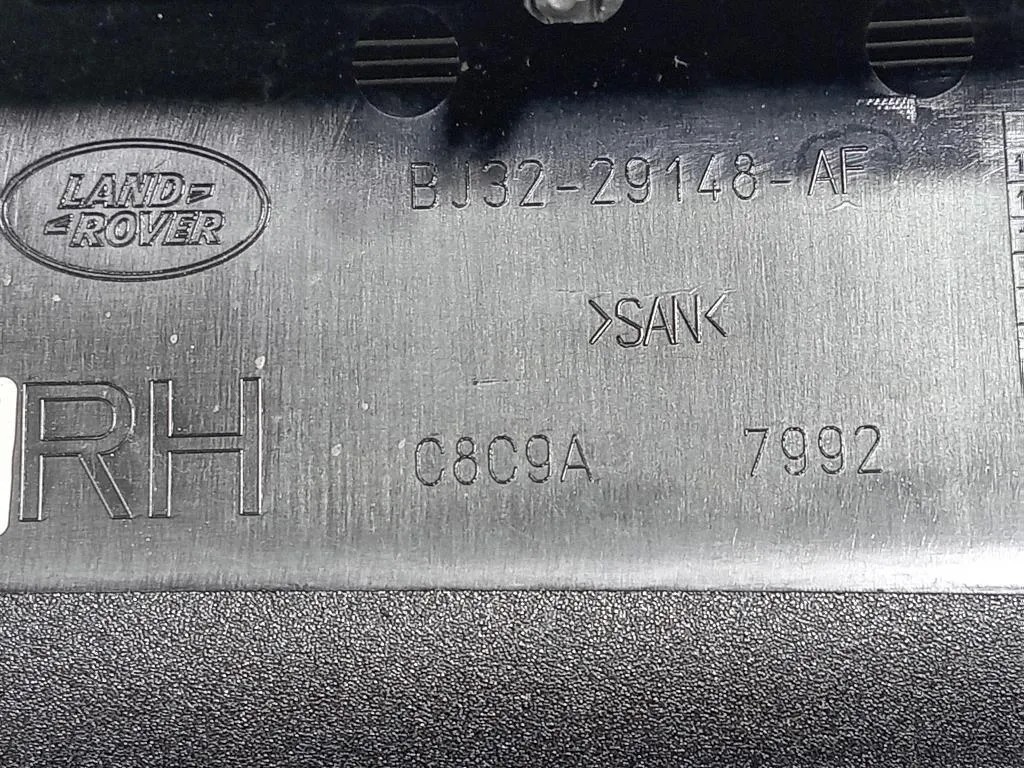 LAND
ROVER
BJ32-29148-AF
>SAN<
RH
C8C9A 7992